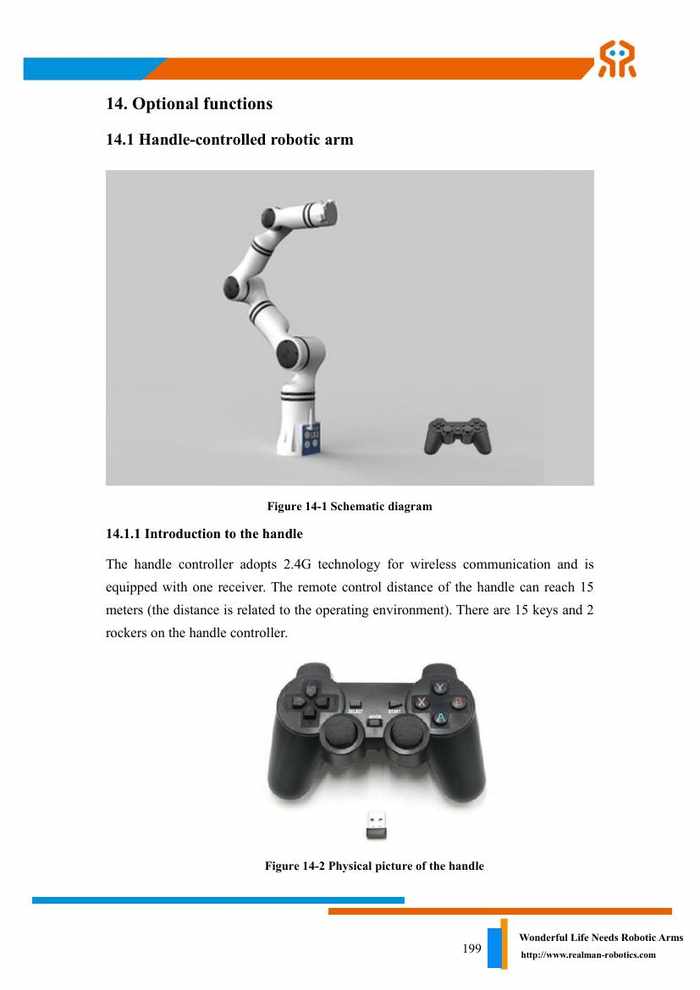 14. Optional functions
14.1 Handle-controlled robotic arm
Figure 14-1 Schematic diagram
14.1.1 Introduction to the handle
The handle controller adopts 2.4G technology for wireless communication and is
equipped with one receiver. The remote control distance of the handle can reach 15
meters (the distance is related to the operating environment). There are 15 keys and 2
rockers on the handle controller.
Y
X
B
SELECT
START
A
Figure 14-2 Physical picture of the handle
199
Wonderful Life Needs Robotic Arms
http://www.realman-robotics.com